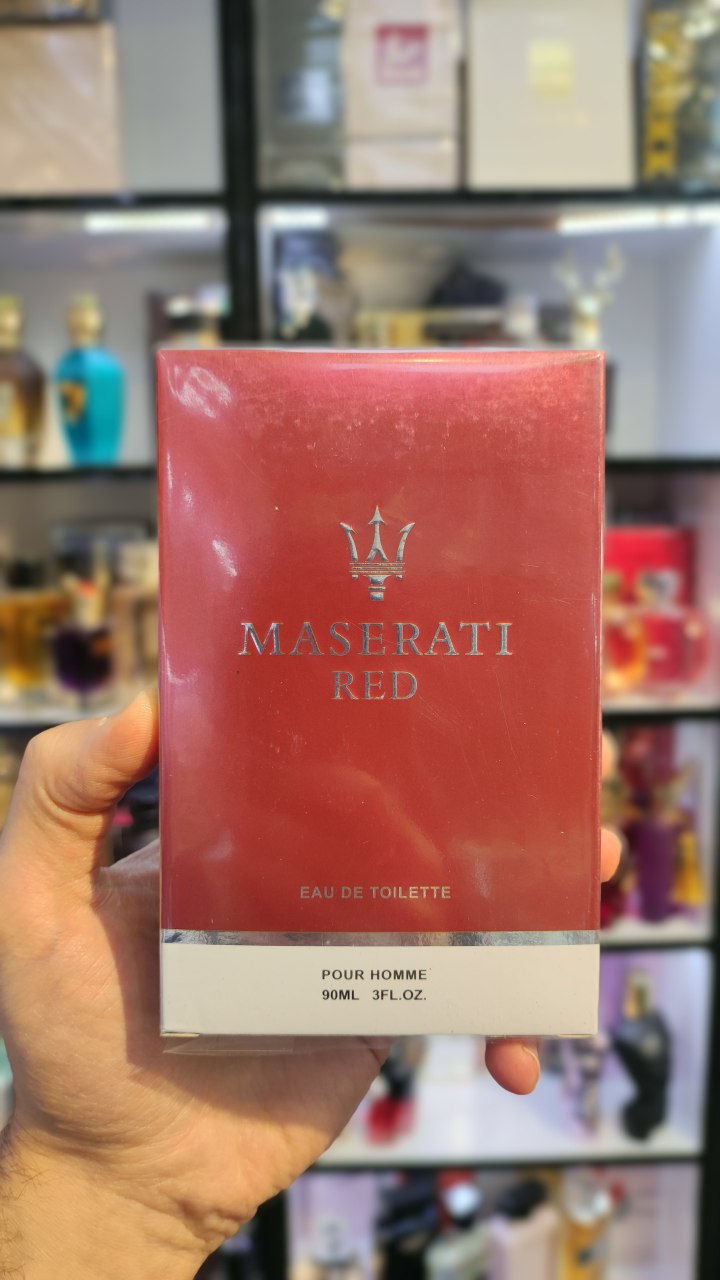 MASERATI
RED
EAU DE TOILETTE
POUR HOMME
90ML 3FL.OZ.